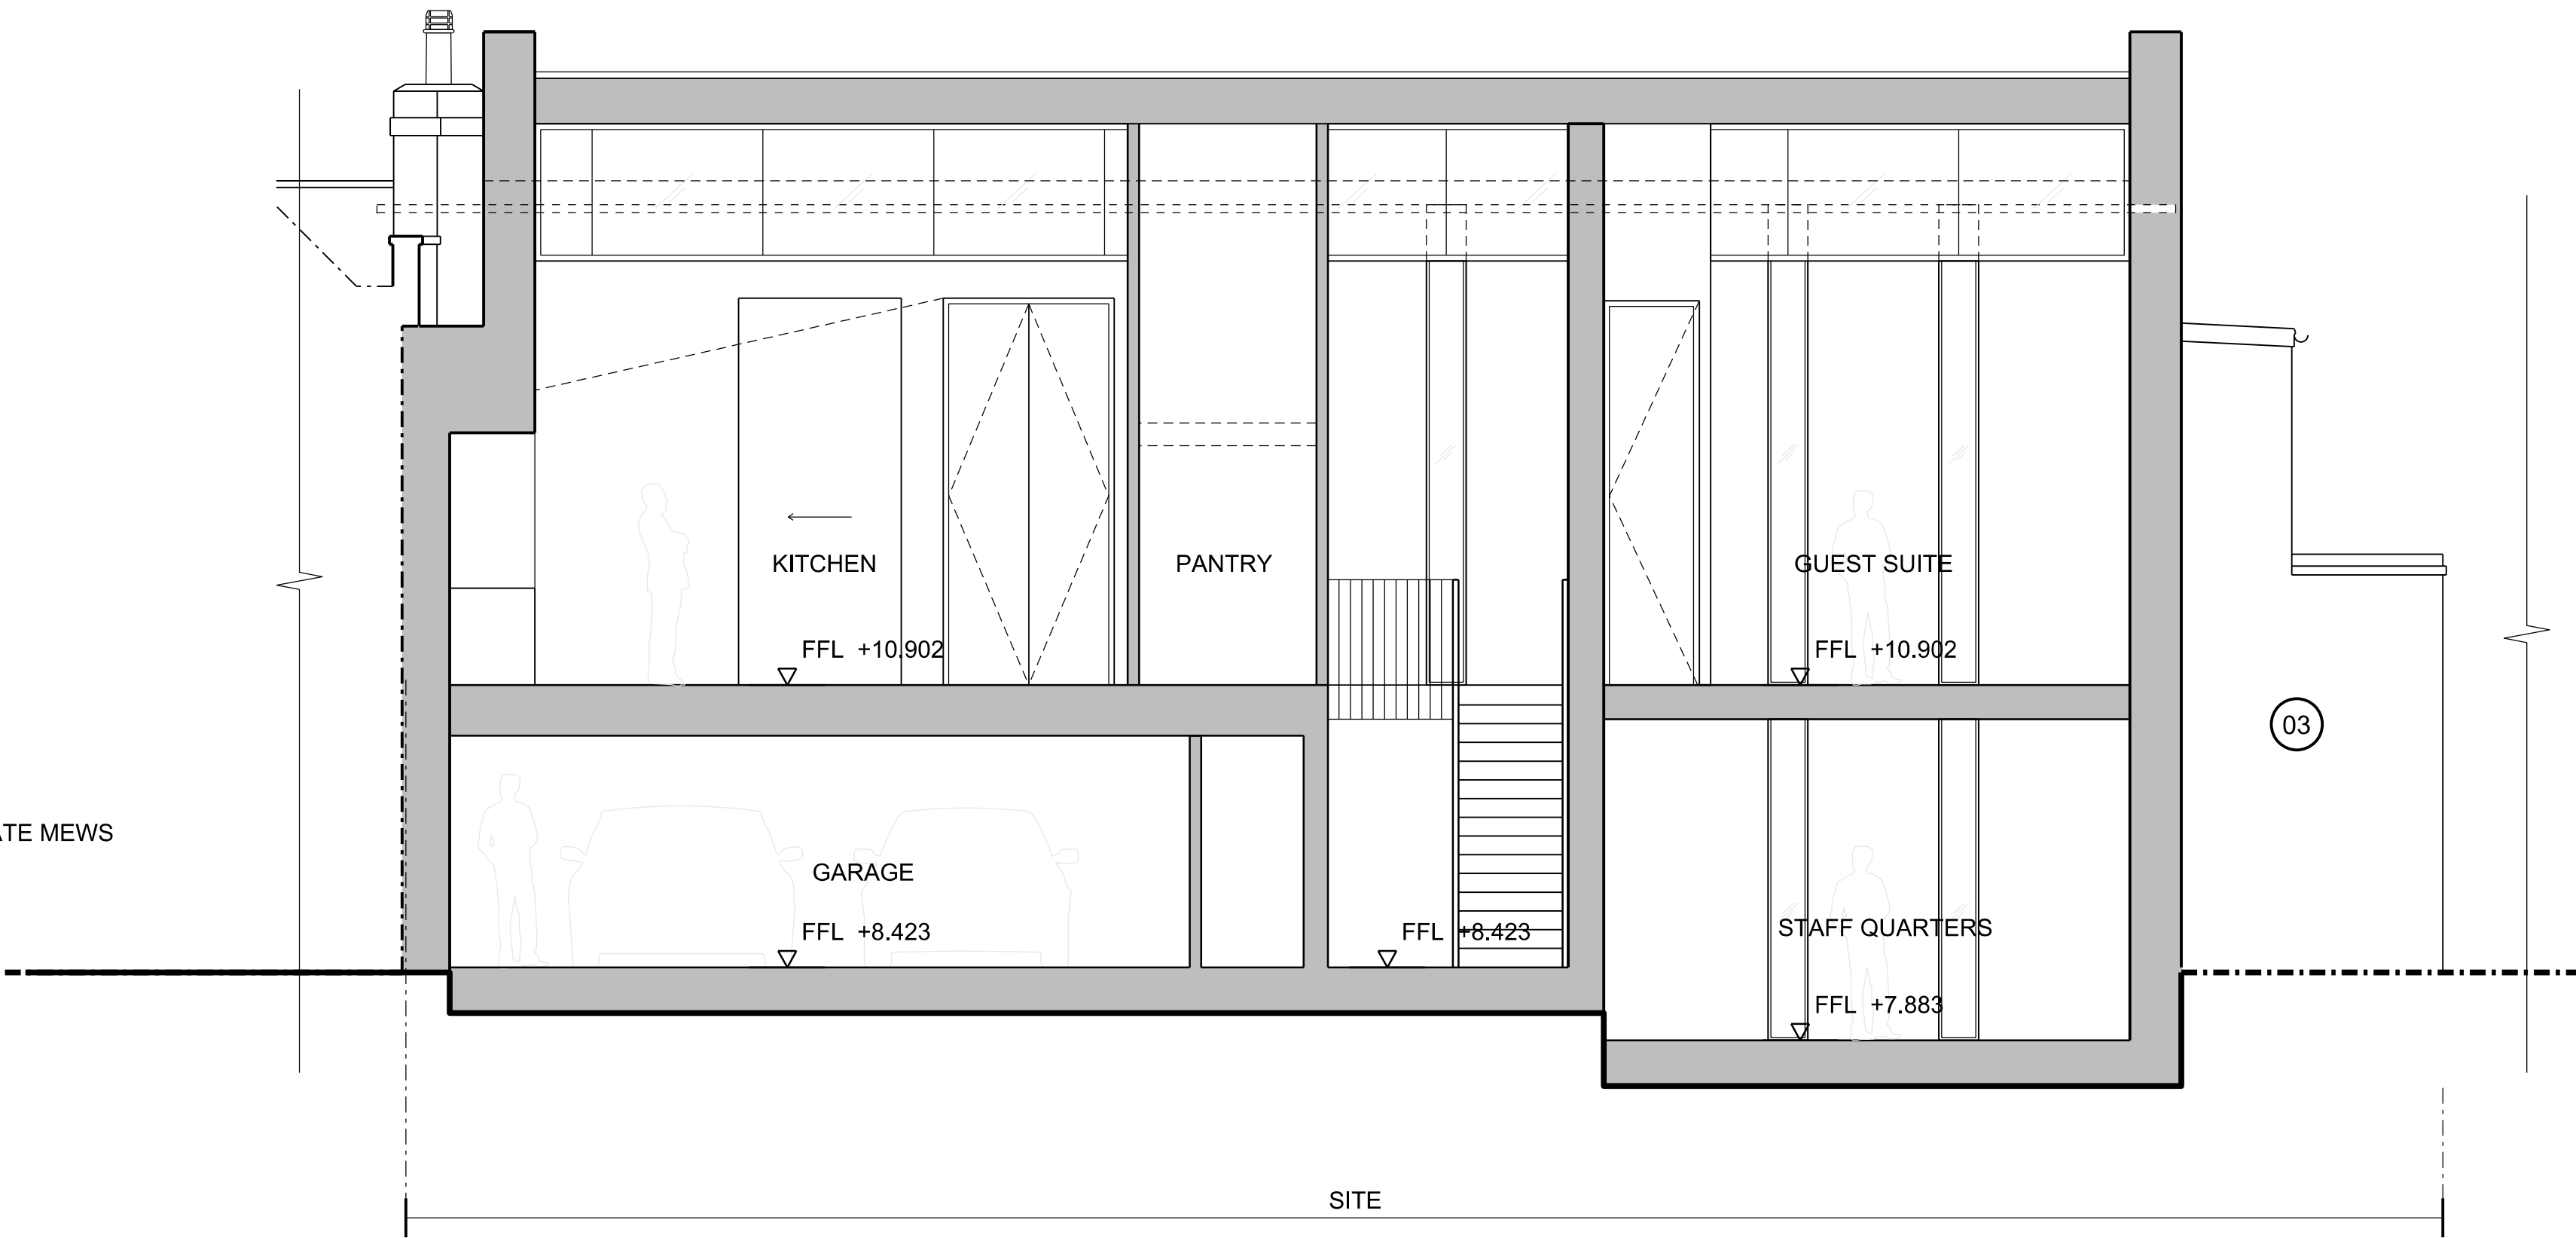 KITCHEN
PANTRY
GUEST SUITE
FFL +10.902
FFL +10.902
03
ATE MEWS
GARAGE
FFL +8.423
FFL +8.423
STAFF QUARTERS
FFL +7.883
SITE